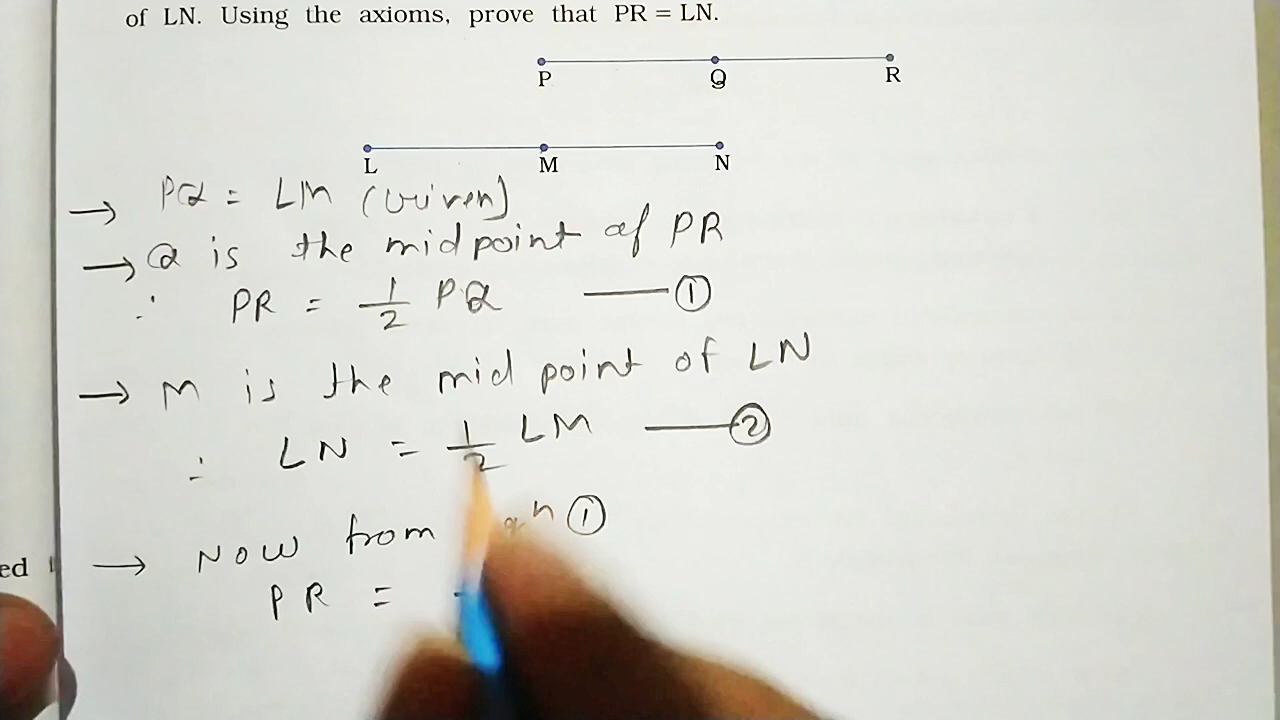 of LN. Using the axioms, prove that PR = LN.
P Q R
L M N
→ PQ = LM (Given)
→ Q is the midpoint of PR
∴ PR = 1/2 PQ —— ①
→ M is the mid point of LN
∴ LN = 1/2 LM —— ②
→ Now from ①
ed
PR =